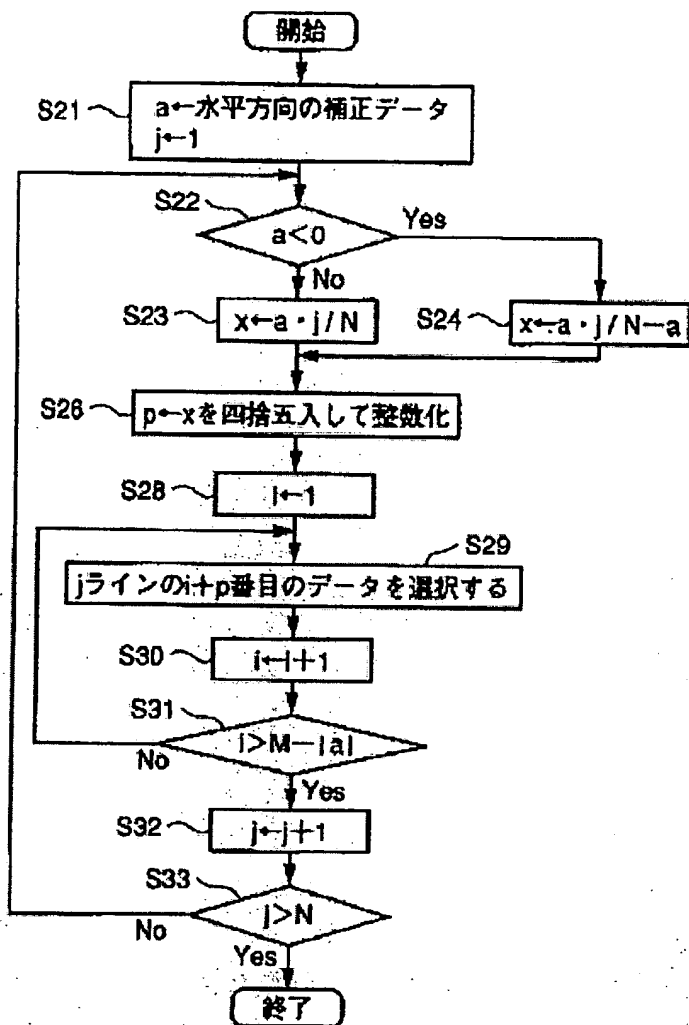 開始
S21
a←水平方向の補正データ
j←1
S22
a<0
Yes
No
S23
x←a・j/N
S24
x←a・j/N−a
S26
p←xを四捨五入して整数化
S28
i←1
S29
jラインのi+p番目のデータを選択する
S30
i←i+1
S31
i>M−|a|
No
Yes
S32
j←j+1
S33
j>N
No
Yes
終了